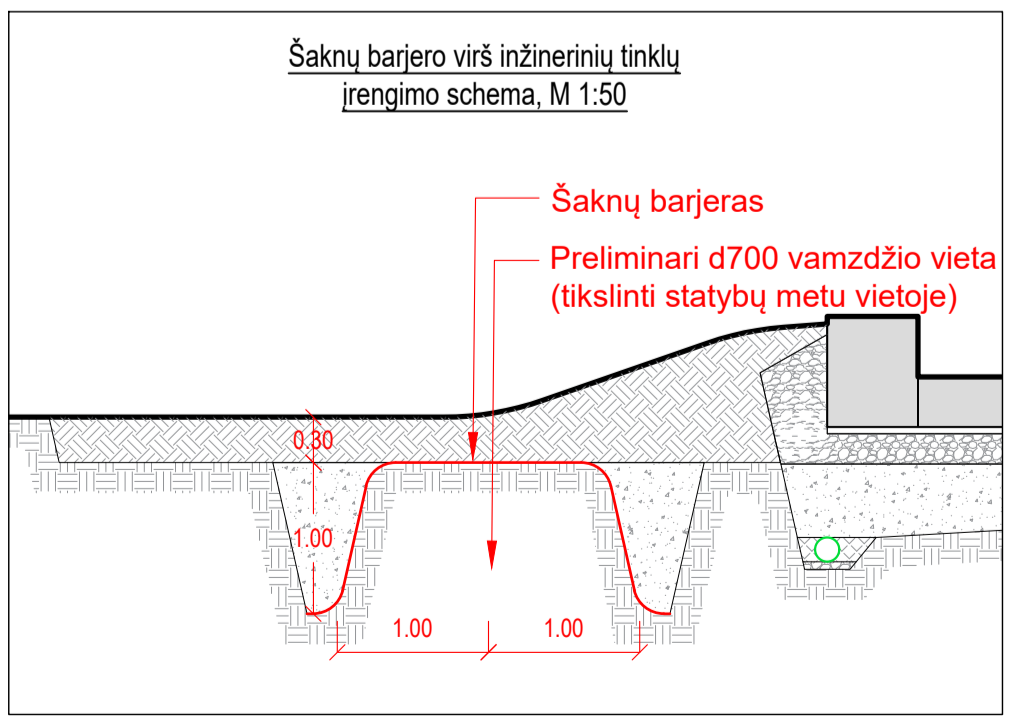 Šaknų barjero virš inžinerinių tinklų
įrengimo schema, M 1:50
Šaknų barjeras
Preliminari d700 vamzdžio vieta
(tikslinti statybų metu vietoje)
0.30
1.00
1.00
1.00